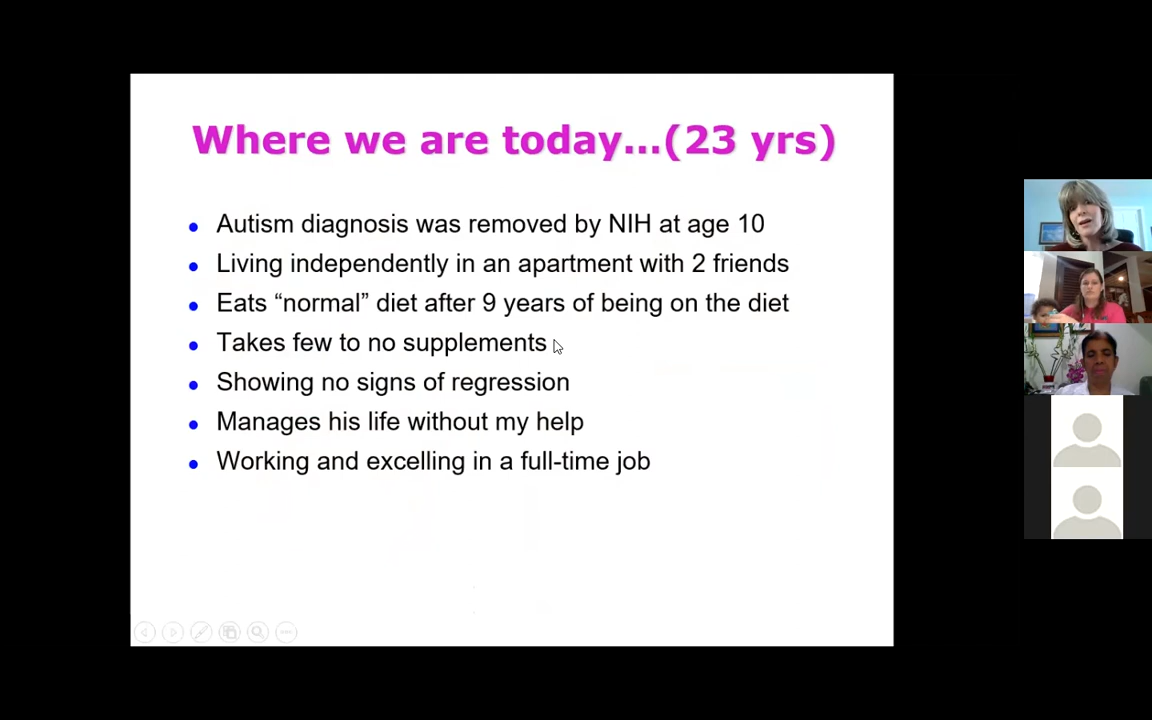 Where we are today...(23 yrs)
Autism diagnosis was removed by NIH at age 10
Living independently in an apartment with 2 friends
Eats “normal” diet after 9 years of being on the diet
Takes few to no supplements
Showing no signs of regression
Manages his life without my help
Working and excelling in a full-time job